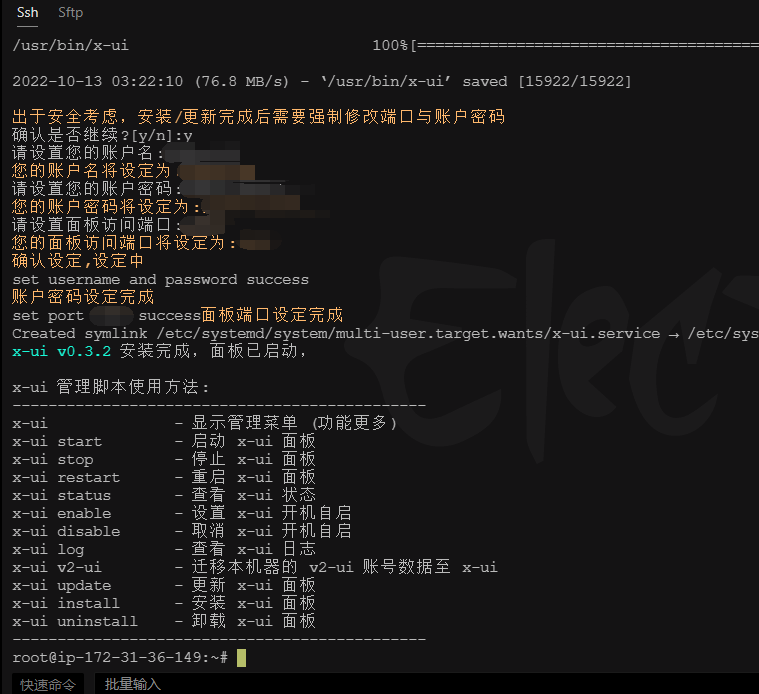 Ssh Sftp
/usr/bin/x-ui 100%[======================================
2022-10-13 03:22:10 (76.8 MB/s) - ‘/usr/bin/x-ui’ saved [15922/15922]
出于安全考虑，安装/更新完成后需要强制修改端口与账户密码
确认是否继续?[y/n]:y
请设置您的账户名:
您的账户名将设定为
请设置您的账户密码:
您的账户密码将设定为:
请设置面板访问端口:
您的面板访问端口将设定为:
确认设定,设定中
set username and password success
账户密码设定完成
set port success面板端口设定完成
Created symlink /etc/systemd/system/multi-user.target.wants/x-ui.service → /etc/sys
x-ui v0.3.2 安装完成，面板已启动，
x-ui 管理脚本使用方法:
----------------------------------------------
x-ui - 显示管理菜单 (功能更多)
x-ui start - 启动 x-ui 面板
x-ui stop - 停止 x-ui 面板
x-ui restart - 重启 x-ui 面板
x-ui status - 查看 x-ui 状态
x-ui enable - 设置 x-ui 开机自启
x-ui disable - 取消 x-ui 开机自启
x-ui log - 查看 x-ui 日志
x-ui v2-ui - 迁移本机器的 v2-ui 账号数据至 x-ui
x-ui update - 更新 x-ui 面板
x-ui install - 安装 x-ui 面板
x-ui uninstall - 卸载 x-ui 面板
----------------------------------------------
root@ip-172-31-36-149:~#
快速命令 批量输入